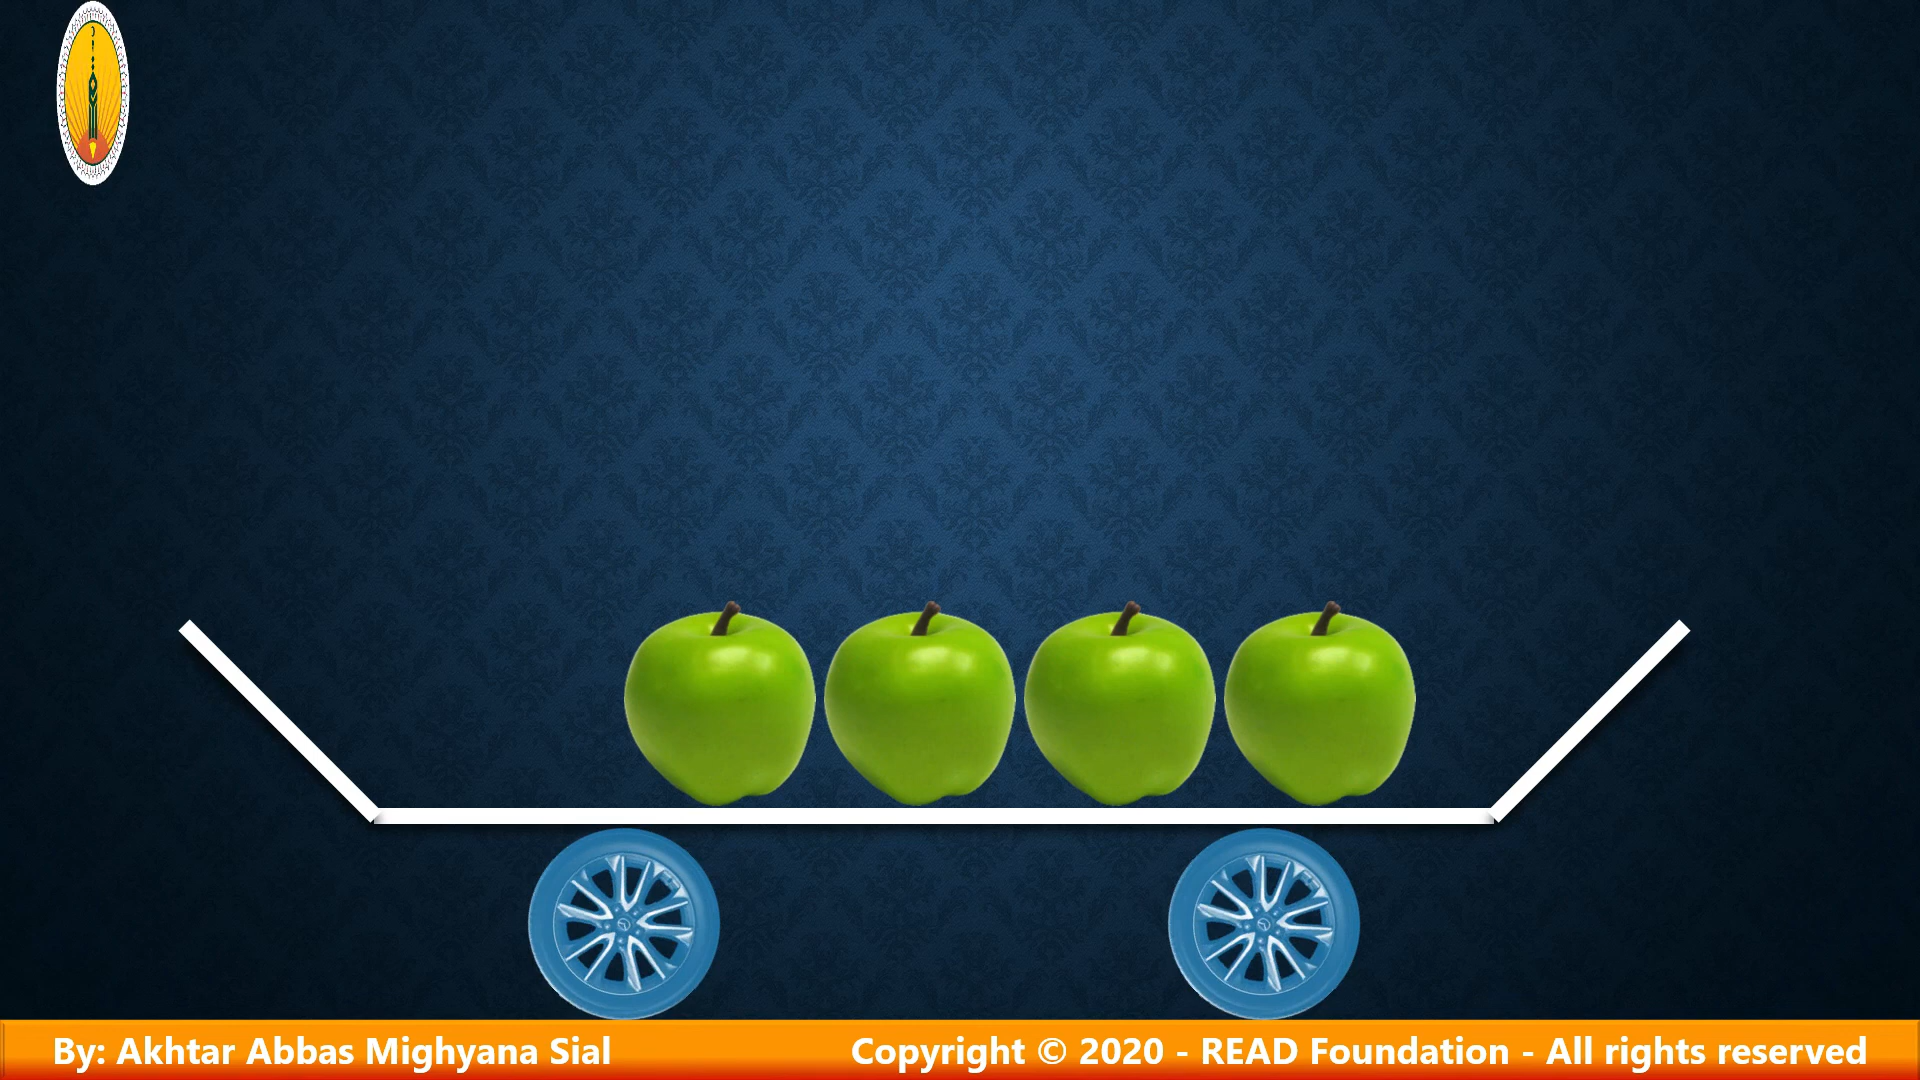 By: Akhtar Abbas Mighyana Sial
Copyright © 2020 - READ Foundation - All rights reserved